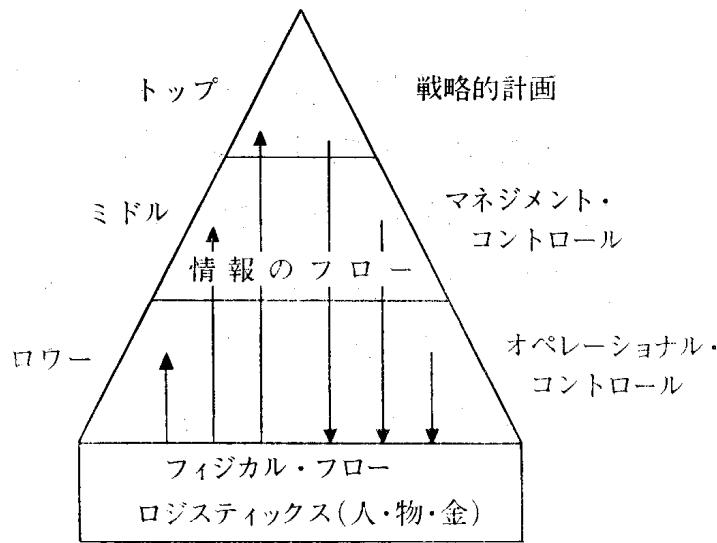 トップ
戦略的計画
ミドル
マネジメント・
コントロール
情報のフロー
ロワー
オペレーショナル・
コントロール
フィジカル・フロー
ロジスティックス(人・物・金)